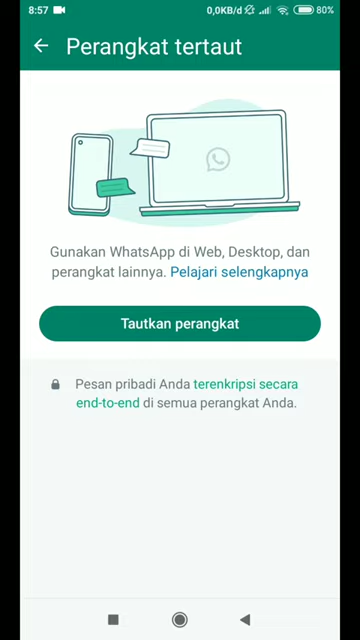 8:57 0,0KB/d 80%
Perangkat tertaut
Gunakan WhatsApp di Web, Desktop, dan
perangkat lainnya. Pelajari selengkapnya
Tautkan perangkat
Pesan pribadi Anda terenkripsi secara
end-to-end di semua perangkat Anda.